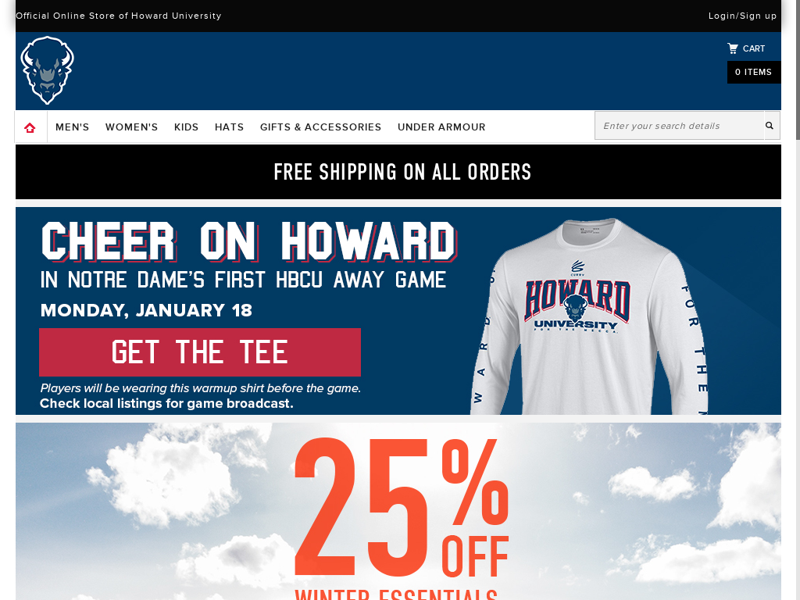 Official Online Store of Howard University
Login/Sign up
CART
0 ITEMS
MEN'S WOMEN'S KIDS HATS GIFTS & ACCESSORIES UNDER ARMOUR
Enter your search details
FREE SHIPPING ON ALL ORDERS
CHEER ON HOWARD
IN NOTRE DAME'S FIRST HBCU AWAY GAME
MONDAY, JANUARY 18
GET THE TEE
Players will be wearing this warmup shirt before the game.
Check local listings for game broadcast.
HOWARD
UNIVERSITY
FOR THE
25%
OFF
WINTER ESSENTIALS